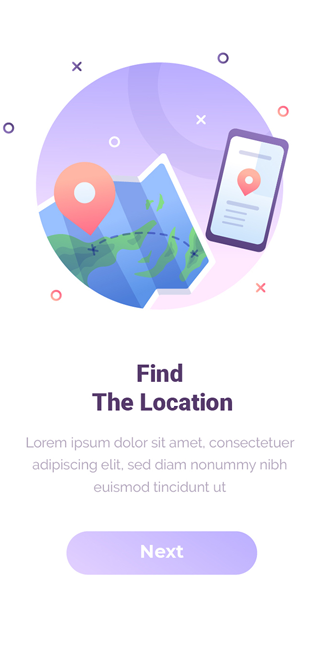 Find
The Location
Lorem ipsum dolor sit amet, consectetuer
adipiscing elit, sed diam nonummy nibh
euismod tincidunt ut
Next